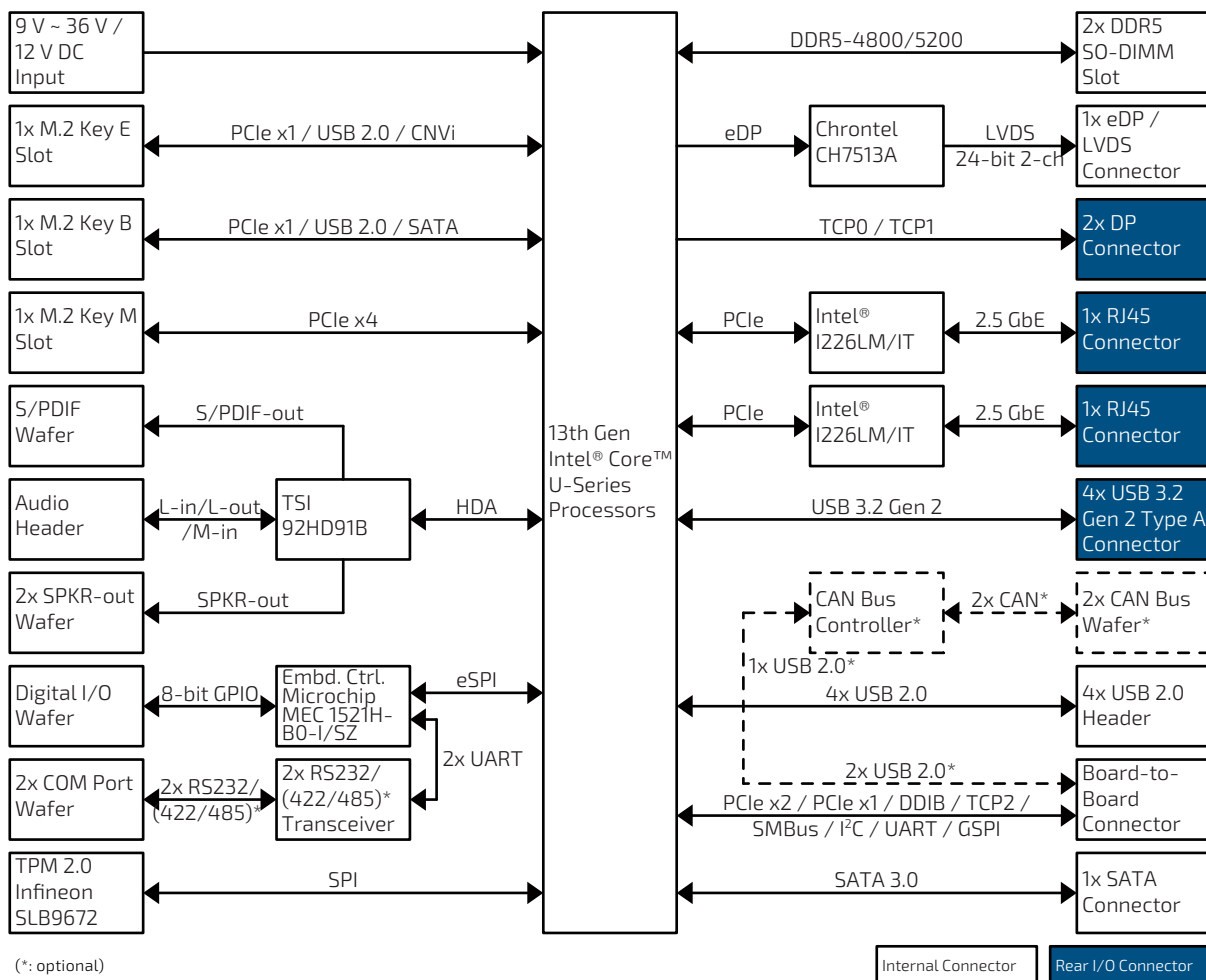 9 V ~ 36 V /
12 V DC
Input
DDR5-4800/5200
2x DDR5
SO-DIMM
Slot
1x M.2 Key E
Slot
PCIe x1 / USB 2.0 / CNVi
eDP
Chrontel
CH7513A
LVDS
24-bit 2-ch
1x eDP /
LVDS
Connector
1x M.2 Key B
Slot
PCIe x1 / USB 2.0 / SATA
TCP0 / TCP1
2x DP
Connector
1x M.2 Key M
Slot
PCIe x4
PCIe
Intel®
I226LM/IT
2.5 GbE
1x RJ45
Connector
S/PDIF
Wafer
S/PDIF-out
PCIe
Intel®
I226LM/IT
2.5 GbE
1x RJ45
Connector
13th Gen
Intel® Core™
U-Series
Processors
Audio
Header
L-in/L-out
/M-in
TSI
92HD91B
HDA
USB 3.2 Gen 2
4x USB 3.2
Gen 2 Type A
Connector
2x SPKR-out
Wafer
SPKR-out
CAN Bus
Controller*
2x CAN*
2x CAN Bus
Wafer*
1x USB 2.0*
Digital I/O
Wafer
8-bit GPIO
Embd. Ctrl.
Microchip
MEC 1521H-
B0-I/SZ
eSPI
4x USB 2.0
4x USB 2.0
Header
2x UART
2x COM Port
Wafer
2x RS232/
(422/485)*
2x RS232/
(422/485)*
Transceiver
2x USB 2.0*
PCIe x2 / PCIe x1 / DDIB / TCP2 /
SMBus / I²C / UART / GSPI
Board-to-
Board
Connector
TPM 2.0
Infineon
SLB9672
SPI
SATA 3.0
1x SATA
Connector
(*: optional)
Internal Connector
Rear I/O Connector